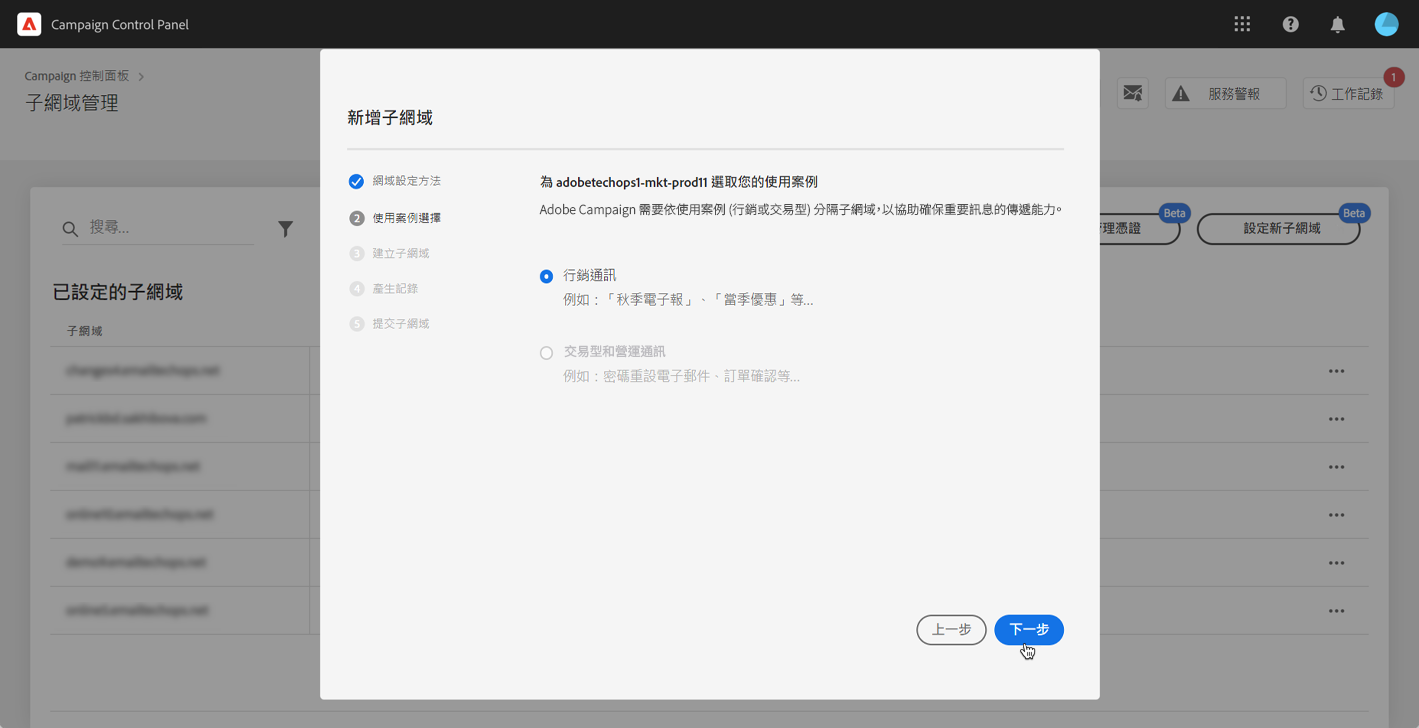 Campaign Control Panel
Campaign 控制面板
子網域管理
服務警報
工作記錄
1
新增子網域
網域設定方法
2 使用案例選擇
3 建立子網域
4 產生記錄
5 提交子網域
為 adobetechops1-mkt-prod11 選取您的使用案例
Adobe Campaign 需要依使用案例 (行銷或交易型) 分隔子網域，以協助確保重要訊息的傳遞能力。
行銷通訊
例如：「秋季電子報」、「當季優惠」等...
交易型和營運通訊
例如：密碼重設電子郵件、訂單確認等...
上一步
下一步
搜尋...
理憑證
Beta
設定新子網域
Beta
已設定的子網域
子網域